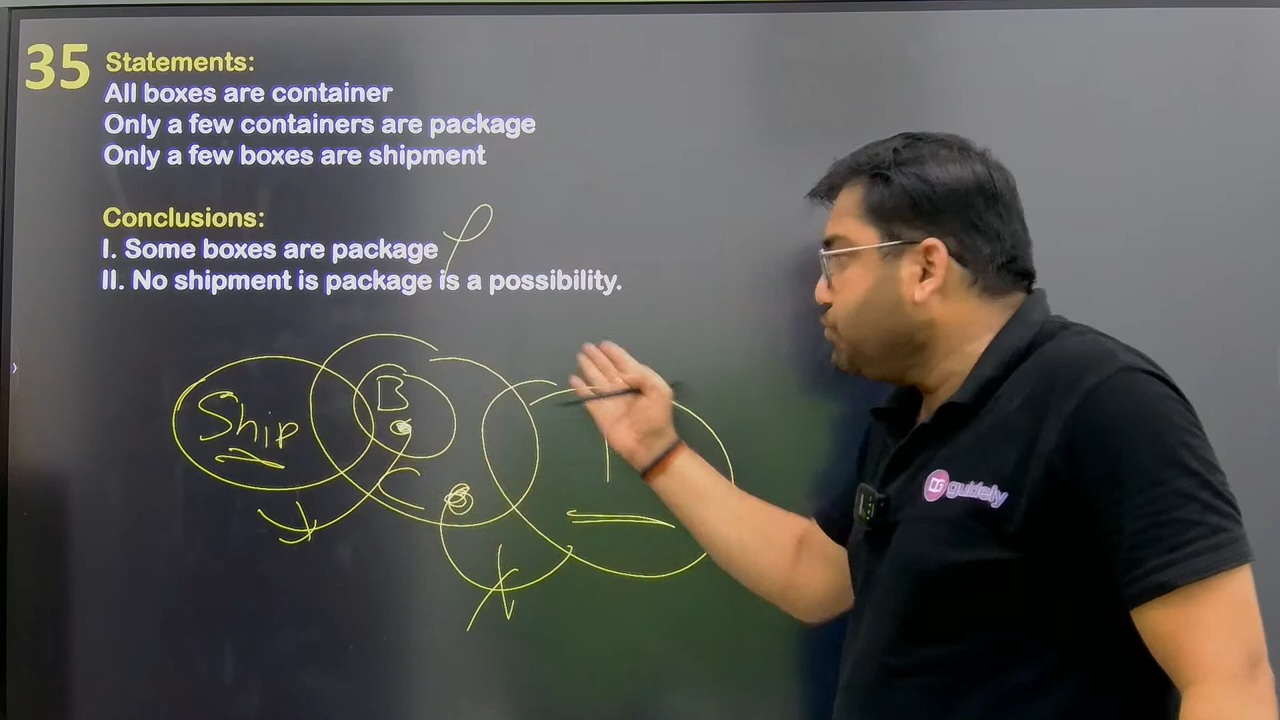 35 Statements:
All boxes are container
Only a few containers are package
Only a few boxes are shipment
Conclusions:
I. Some boxes are package
II. No shipment is package is a possibility.
Ship
B
C
guidely